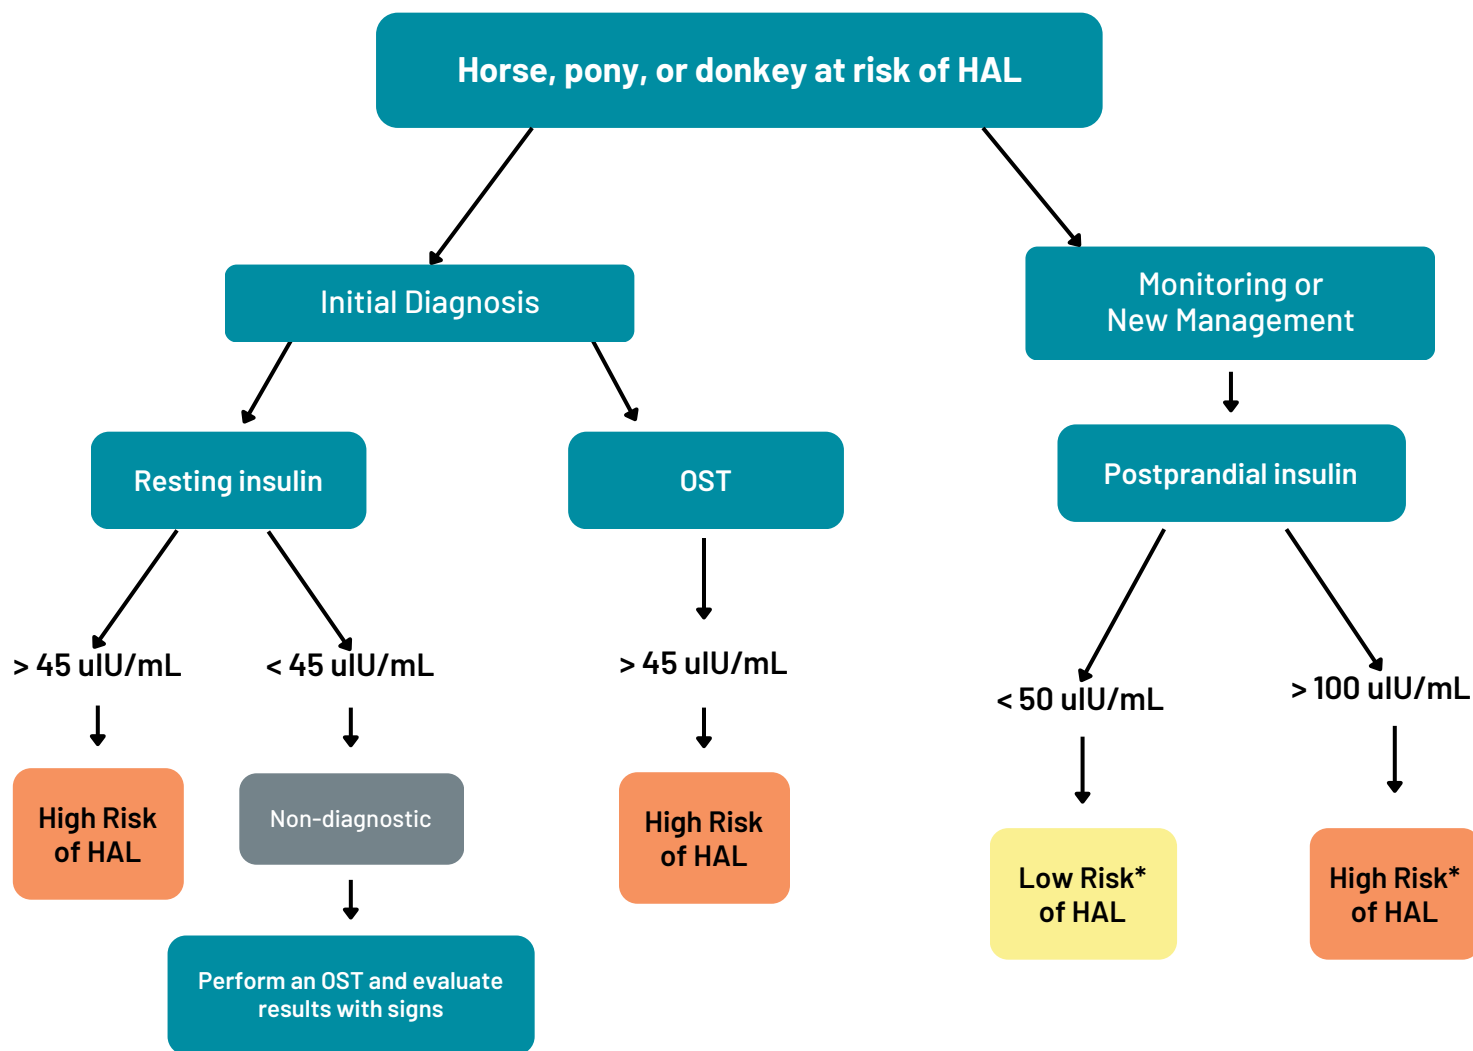 Horse, pony, or donkey at risk of HAL
Initial Diagnosis
Monitoring or
New Management
Resting insulin
OST
Postprandial insulin
> 45 uIU/mL
< 45 uIU/mL
> 45 uIU/mL
< 50 uIU/mL
> 100 uIU/mL
High Risk
of HAL
Non-diagnostic
High Risk
of HAL
Low Risk*
of HAL
High Risk*
of HAL
Perform an OST and evaluate
results with signs